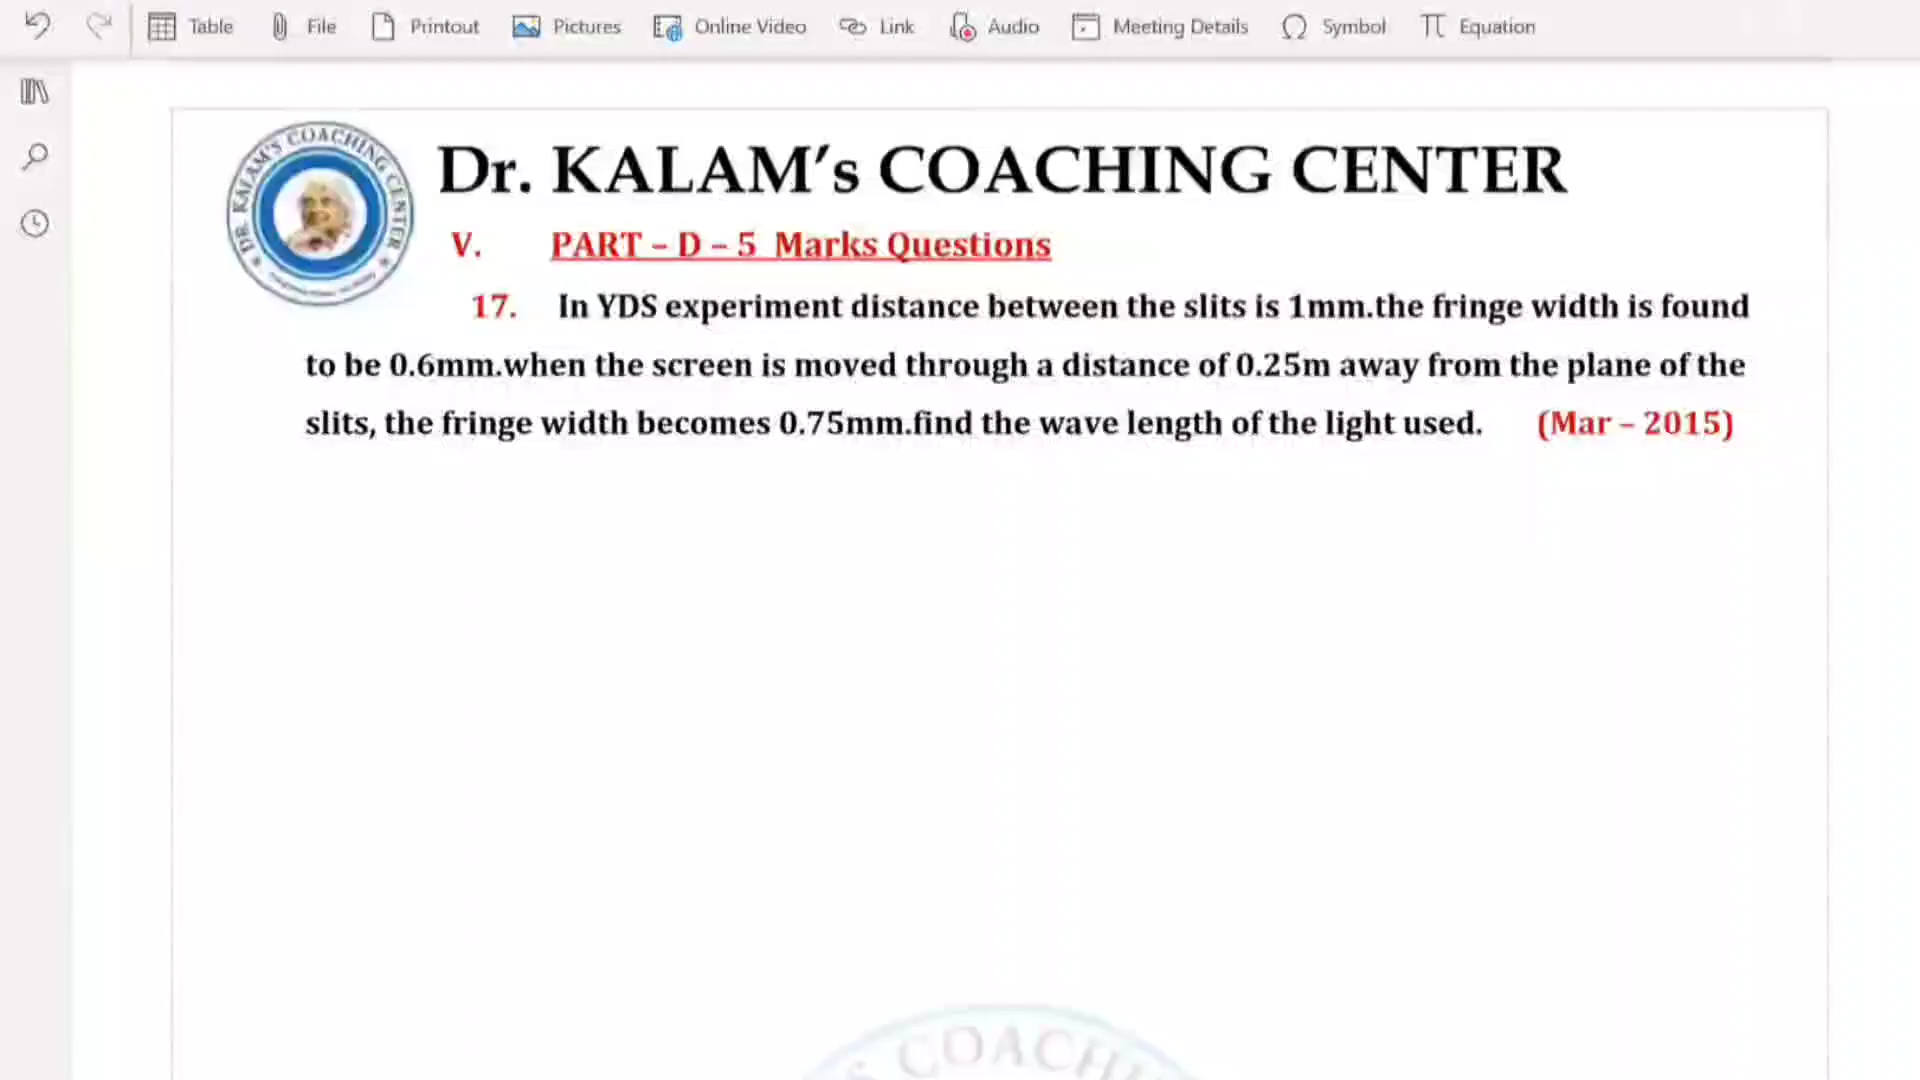 Table File Printout Pictures Online Video Link Audio Meeting Details Symbol Equation
DR. KALAM'S COACHING CENTER
Dr. KALAM’s COACHING CENTER
V. PART – D – 5 Marks Questions
17. In YDS experiment distance between the slits is 1mm.the fringe width is found
to be 0.6mm.when the screen is moved through a distance of 0.25m away from the plane of the
slits, the fringe width becomes 0.75mm.find the wave length of the light used. (Mar – 2015)
S COACHI